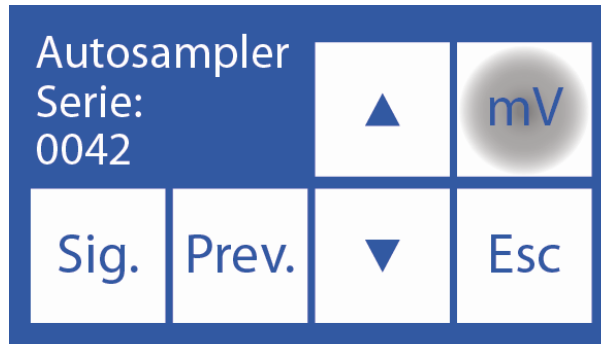 Autosampler
Serie:
0042
▲
mV
Sig.
Prev.
▼
Esc